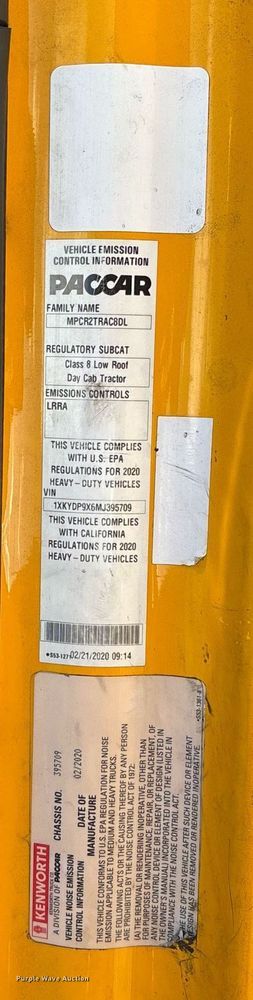 VEHICLE EMISSION
CONTROL INFORMATION
PACCAR
FAMILY NAME
MPCR2TRAC8DL
REGULATORY SUBCAT
Class 8 Low Roof
Day Cab Tractor
EMISSIONS CONTROLS
LRRA
THIS VEHICLE COMPLIES
WITH U.S. EPA
REGULATIONS FOR 2020
HEAVY-DUTY VEHICLES
VIN
1XKYDP9X6MJ395709
THIS VEHICLE COMPLIES
WITH CALIFORNIA
REGULATIONS FOR 2020
HEAVY-DUTY VEHICLES
02/21/2020 09:14
KENWORTH
A DIVISION OF PACCAR
CHASSIS NO. 395709
VEHICLE NOISE EMISSION
CONTROL INFORMATION
DATE OF
MANUFACTURE
02/2020
THIS VEHICLE CONFORMS TO U.S. EPA REGULATION FOR NOISE
EMISSION APPLICABLE TO MEDIUM AND HEAVY TRUCKS.
THE FOLLOWING ACTS OR THE CAUSING THEREOF BY ANY PERSON
ARE PROHIBITED BY THE NOISE CONTROL ACT OF 1972:
(A) THE REMOVAL OR RENDERING INOPERATIVE, OTHER THAN
FOR PURPOSES OF MAINTENANCE, REPAIR, OR REPLACEMENT, OF
ANY NOISE CONTROL DEVICE OR ELEMENT OF DESIGN (LISTED IN
THE OWNER'S MANUAL) INCORPORATED INTO THE VEHICLE IN
COMPLIANCE WITH THE NOISE CONTROL ACT.
THE USE OF THE VEHICLE AFTER SUCH DEVICE OR ELEMENT
HAS BEEN REMOVED OR RENDERED INOPERATIVE.
Purple Wave Auction